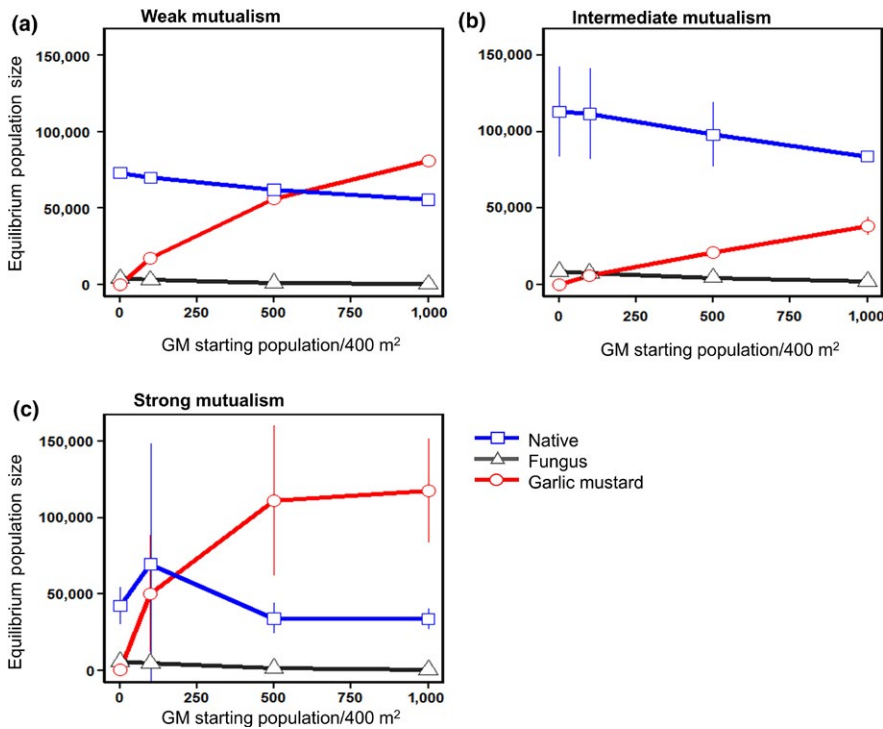 (a) Weak mutualism
Equilibrium population size
150,000
100,000
50,000
0
0 250 500 750 1,000
GM starting population/400 m²
(b) Intermediate mutualism
150,000
100,000
50,000
0
0 250 500 750 1,000
GM starting population/400 m²
(c) Strong mutualism
Equilibrium population size
150,000
100,000
50,000
0
0 250 500 750 1,000
GM starting population/400 m²
Native
Fungus
Garlic mustard